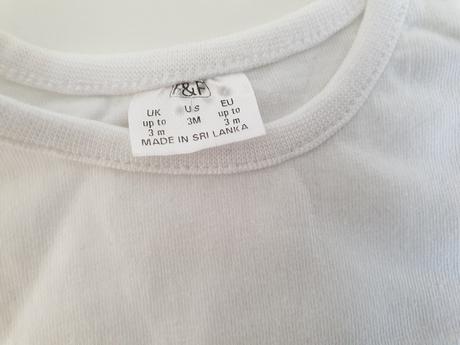 F&F
UK US EU
up to 3M up to
3 m 3 m
MADE IN SRI LANKA